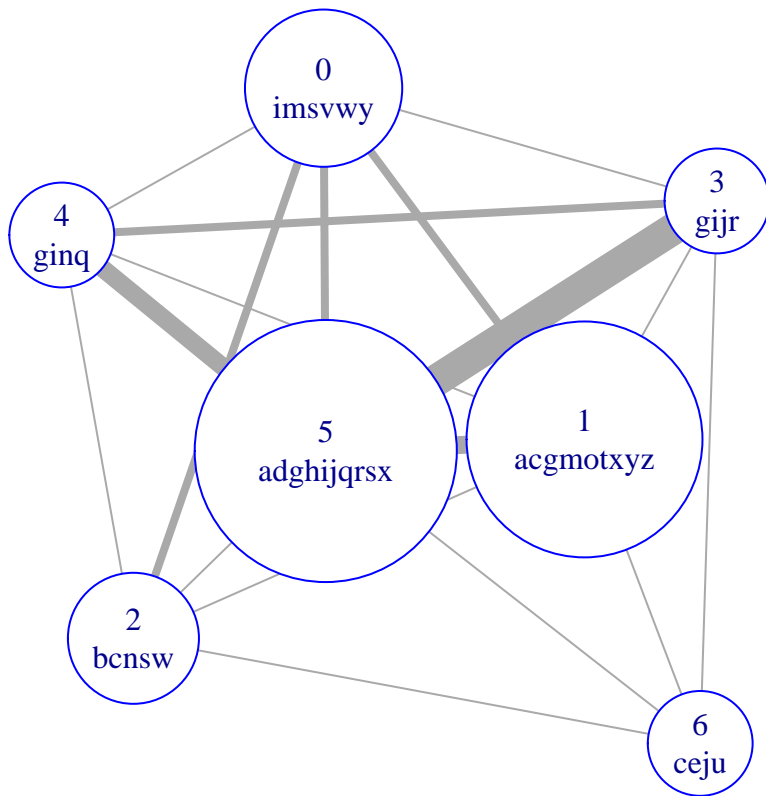 0
imsvwy
3
gijr
4
ginq
1
acgmotxyz
5
adghijqrsx
2
bcnsw
6
ceju